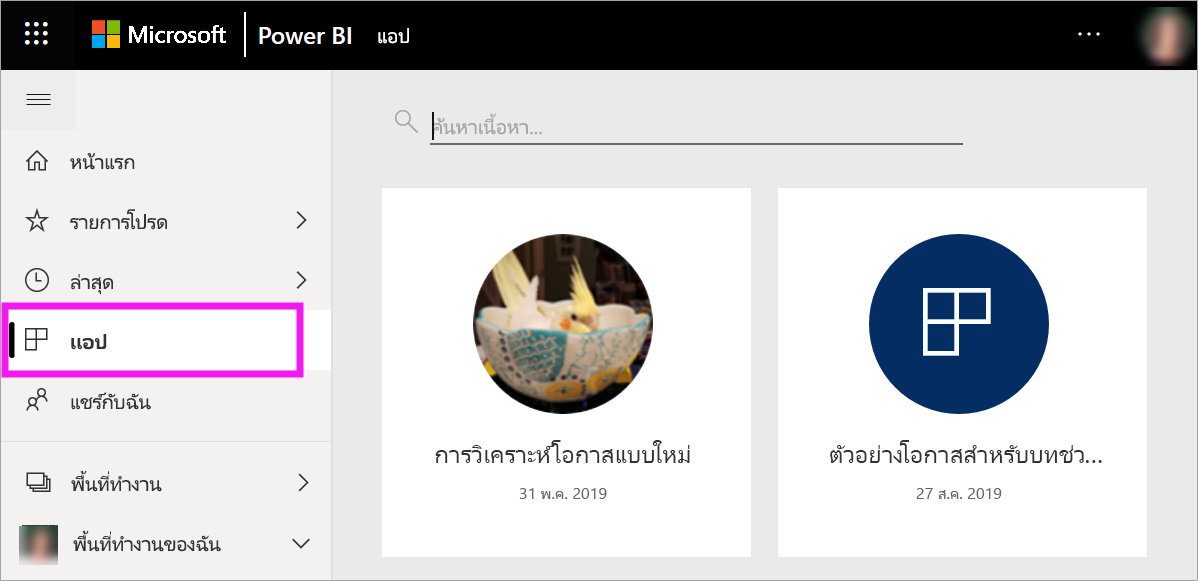 Microsoft Power BI แอป ...
ค้นหาเนื้อหา...
หน้าแรก
รายการโปรด
ล่าสุด
แอป
แชร์กับฉัน
พื้นที่ทำงาน
พื้นที่ทำงานของฉัน
การวิเคราะห์โอกาสแบบใหม่
31 พ.ค. 2019
ตัวอย่างโอกาสสำหรับบทช่ว...
27 ส.ค. 2019